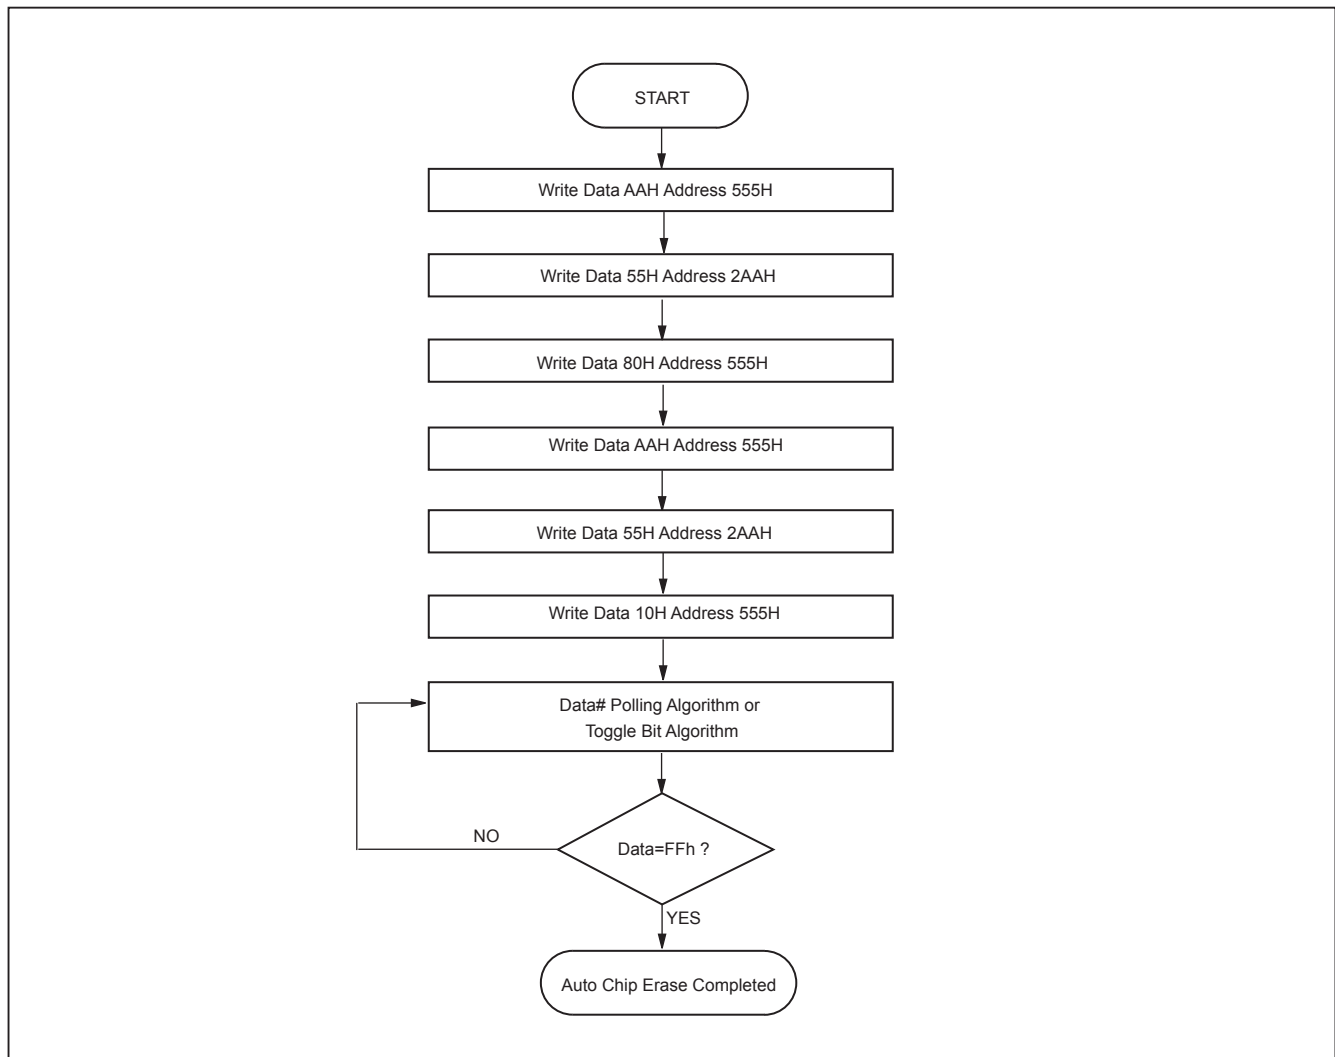 START
Write Data AAH Address 555H
Write Data 55H Address 2AAH
Write Data 80H Address 555H
Write Data AAH Address 555H
Write Data 55H Address 2AAH
Write Data 10H Address 555H
Data# Polling Algorithm or
Toggle Bit Algorithm
NO
Data=FFh ?
YES
Auto Chip Erase Completed